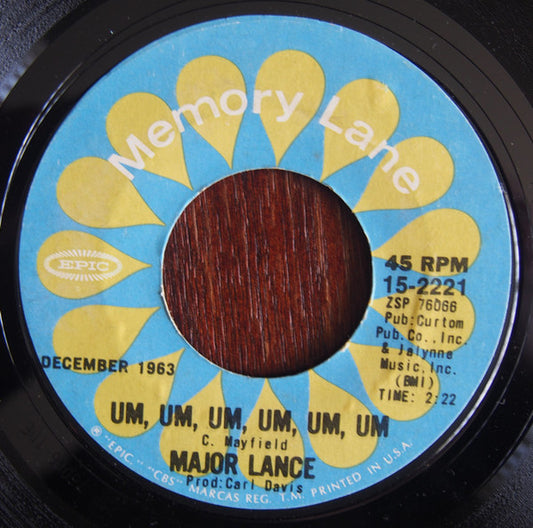 Memory Lane
EPIC
45 RPM
15-2221
ZSP 76066
Pub: Curtom
Pub. Co., Inc.
& Jalynne
Music, Inc.
(BMI)
TIME: 2:22
DECEMBER 1963
UM, UM, UM, UM, UM, UM
C. Mayfield
MAJOR LANCE
Prod: Carl Davis
® "EPIC," "CBS" MARCAS REG. T.M. PRINTED IN U.S.A.